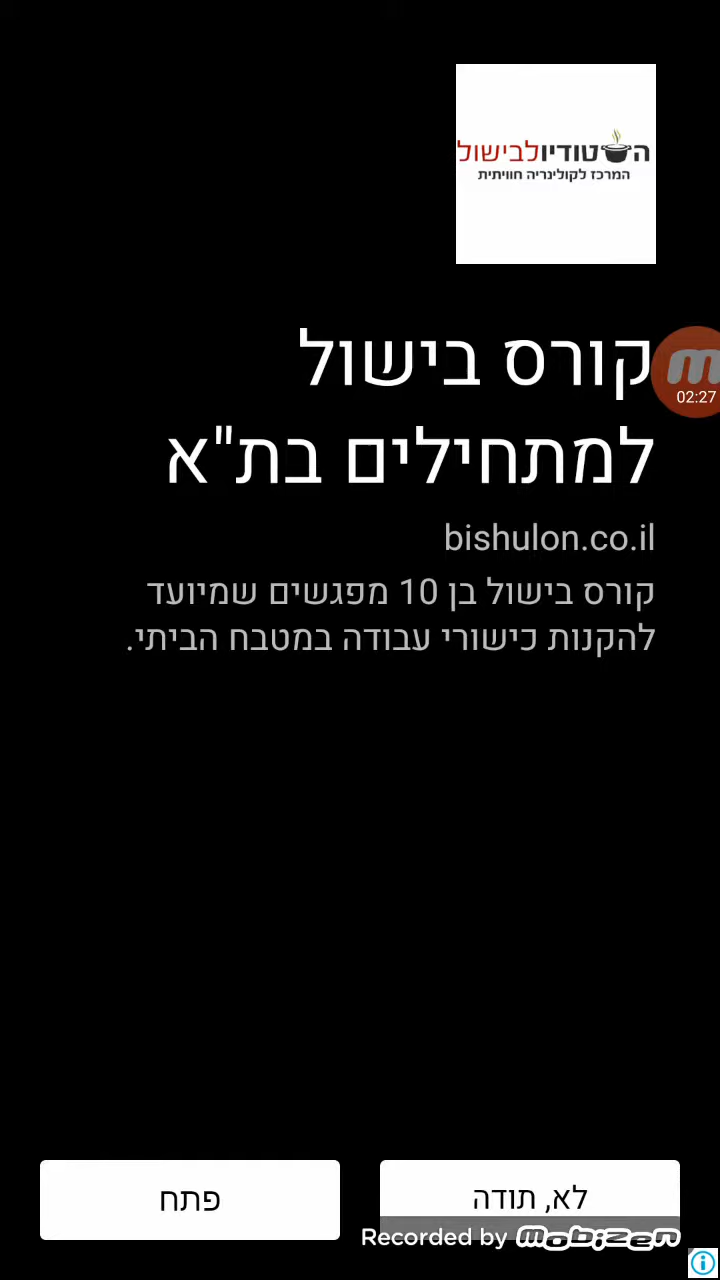 הסטודיולבישול
המרכז לקולינריה חוויתית
קורס בישול
למתחילים בת"א
02:27
bishulon.co.il
קורס בישול בן 10 מפגשים שמיועד
להקנות כישורי עבודה במטבח הביתי.
לא, תודה
פתח
Recorded by mobizen